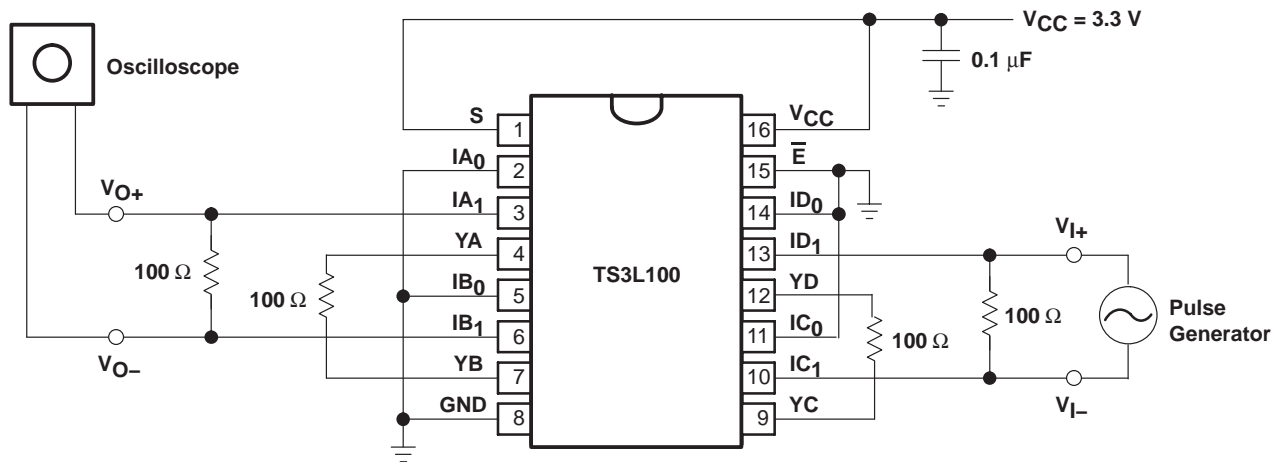 Oscilloscope
VCC = 3.3 V
0.1 μF
S
1
IA0
2
VO+
IA1
3
100 Ω
YA
4
100 Ω
IB0
5
IB1
6
VO–
YB
7
GND
8
TS3L100
VCC
16
E̅
15
ID0
14
ID1
13
VI+
YD
12
100 Ω
100 Ω
Pulse
Generator
IC0
11
IC1
10
VI–
YC
9